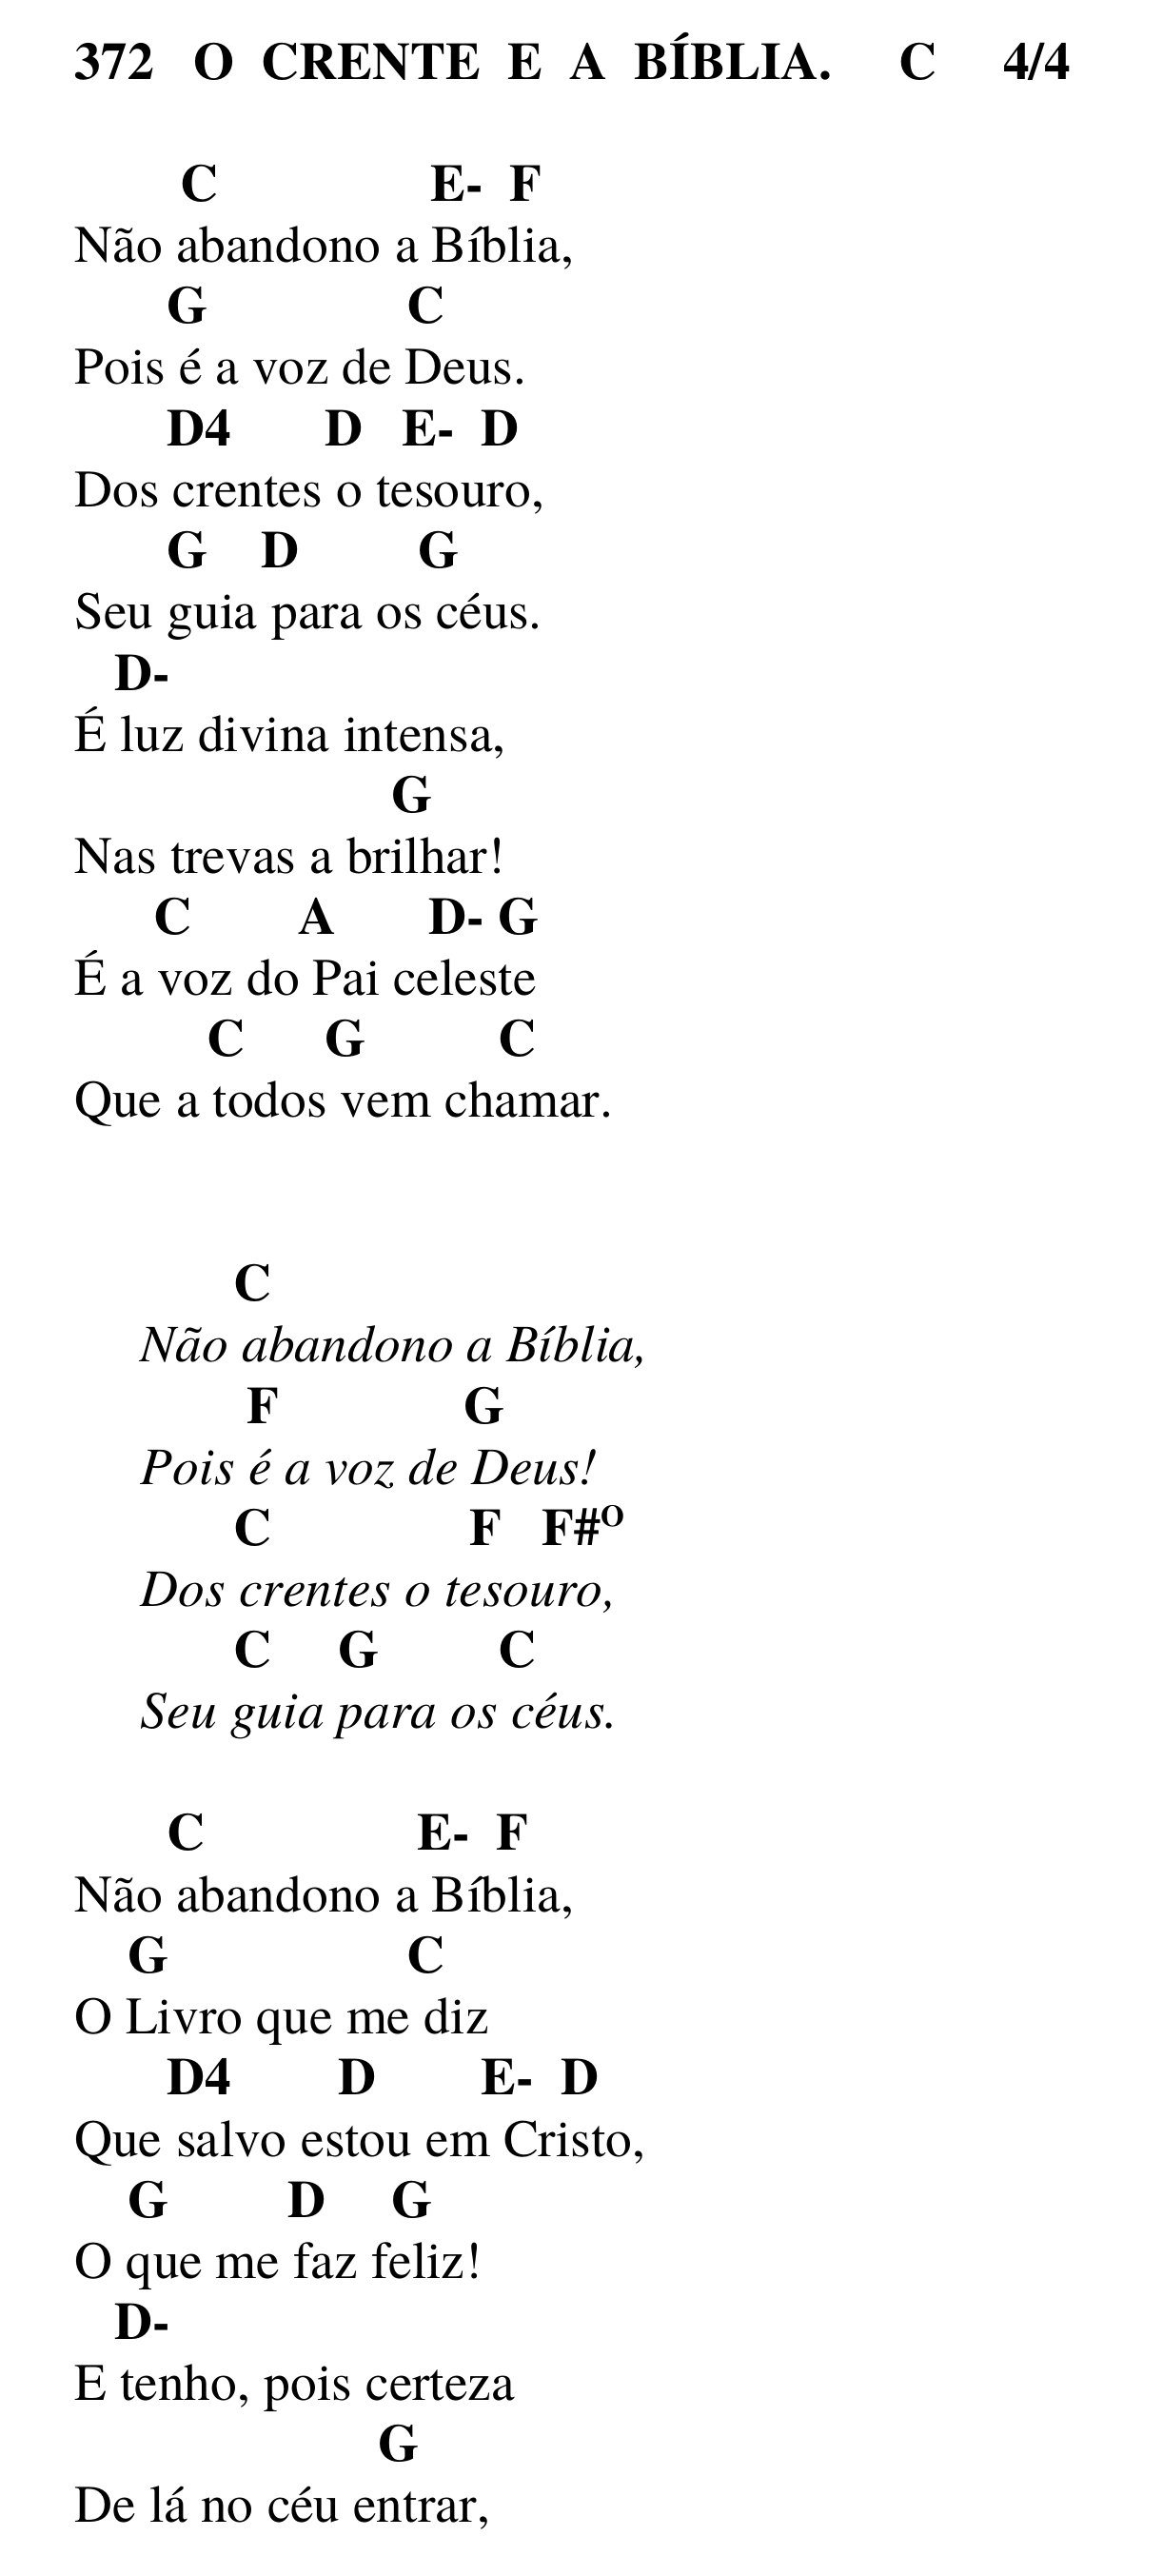 372 O CRENTE E A BÍBLIA. C 4/4
C E- F
Não abandono a Bíblia,
G C
Pois é a voz de Deus.
D4 D E- D
Dos crentes o tesouro,
G D G
Seu guia para os céus.
D-
É luz divina intensa,
G
Nas trevas a brilhar!
C A D- G
É a voz do Pai celeste
C G C
Que a todos vem chamar.
C
Não abandono a Bíblia,
F G
Pois é a voz de Deus!
C F F#º
Dos crentes o tesouro,
C G C
Seu guia para os céus.
C E- F
Não abandono a Bíblia,
G C
O Livro que me diz
D4 D E- D
Que salvo estou em Cristo,
G D G
O que me faz feliz!
D-
E tenho, pois certeza
G
De lá no céu entrar,